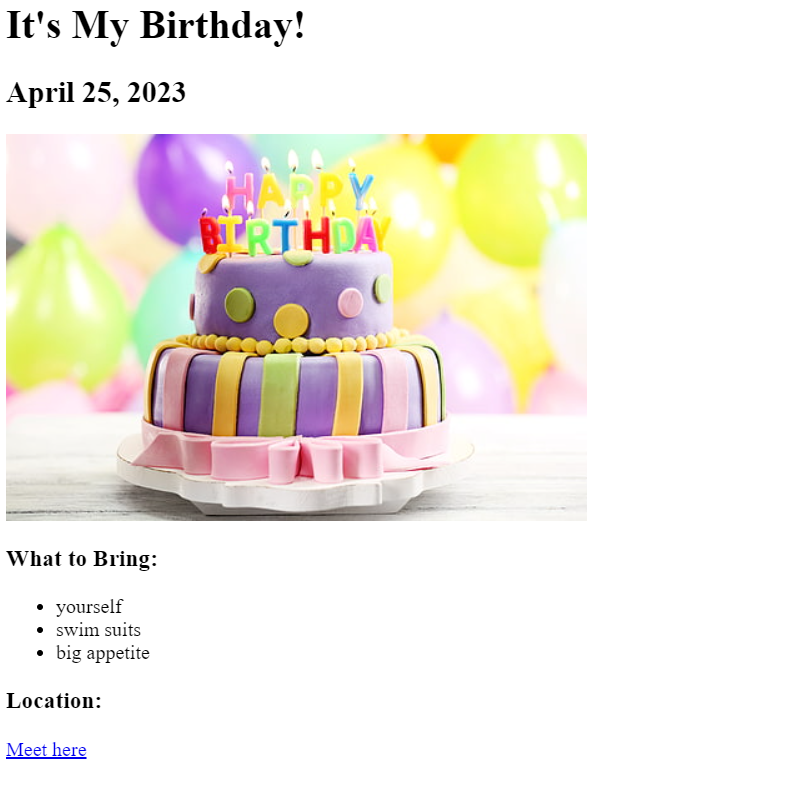 It's My Birthday!
April 25, 2023
HAPPY
BIRTHDAY
What to Bring:
yourself
swim suits
big appetite
Location:
Meet here